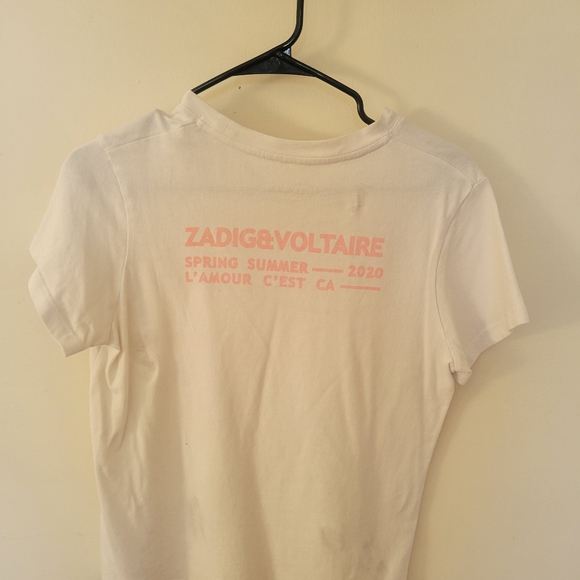 ZADIG&VOLTAIRE
SPRING SUMMER — 2020
L'AMOUR C'EST CA —